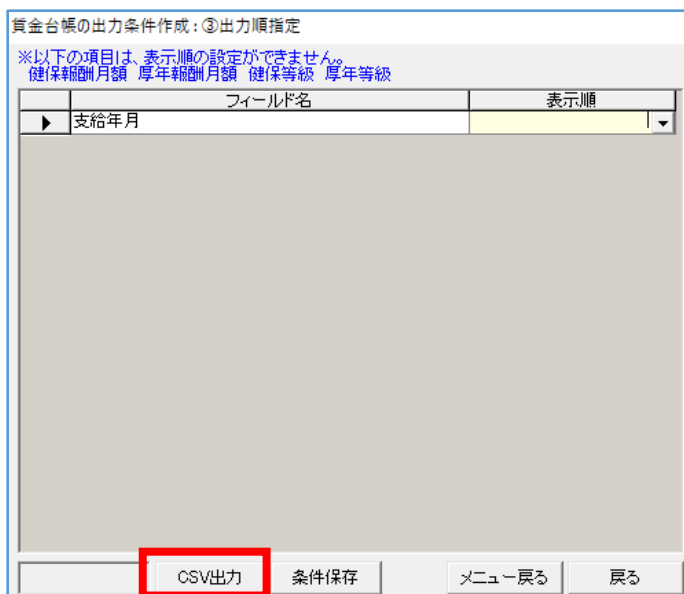 賃金台帳の出力条件作成：③出力順指定
※以下の項目は、表示順の設定ができません。
健保報酬月額 厚年報酬月額 健保等級 厚年等級
フィールド名 表示順
支給年月
CSV出力 条件保存 メニュー戻る 戻る